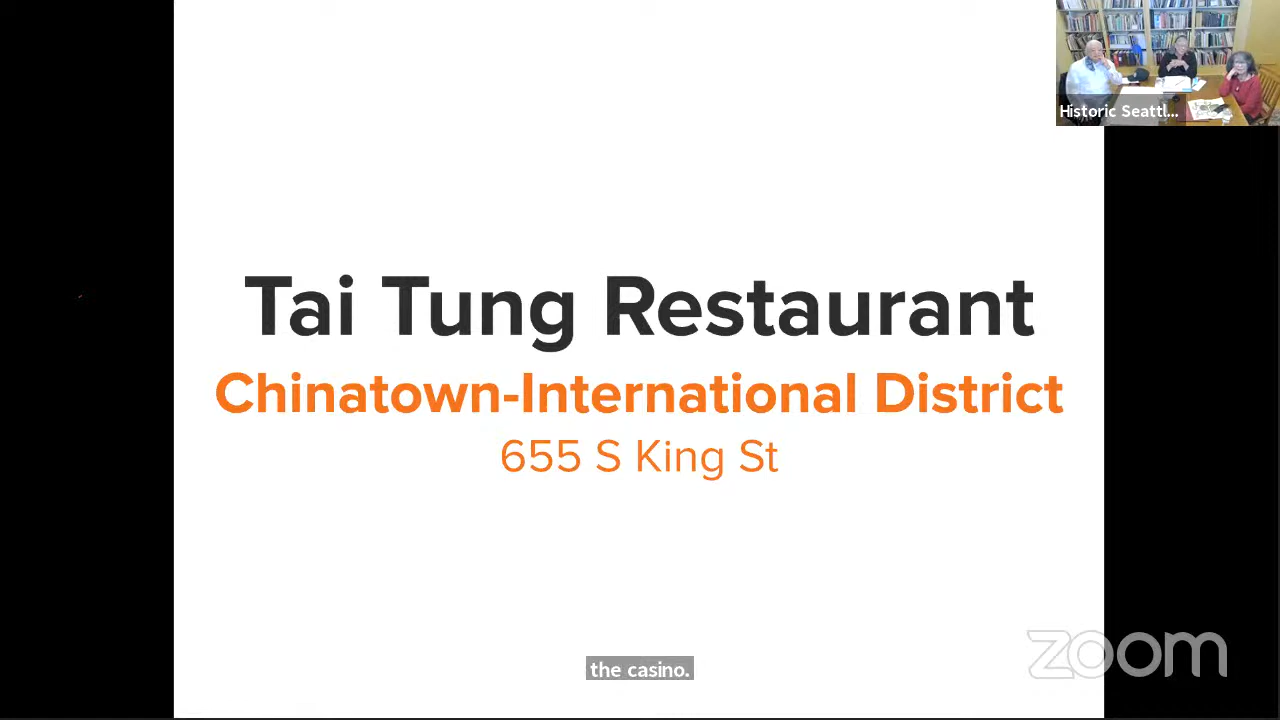 Historic Seattl...
Tai Tung Restaurant
Chinatown-International District
655 S King St
zoom
the casino.